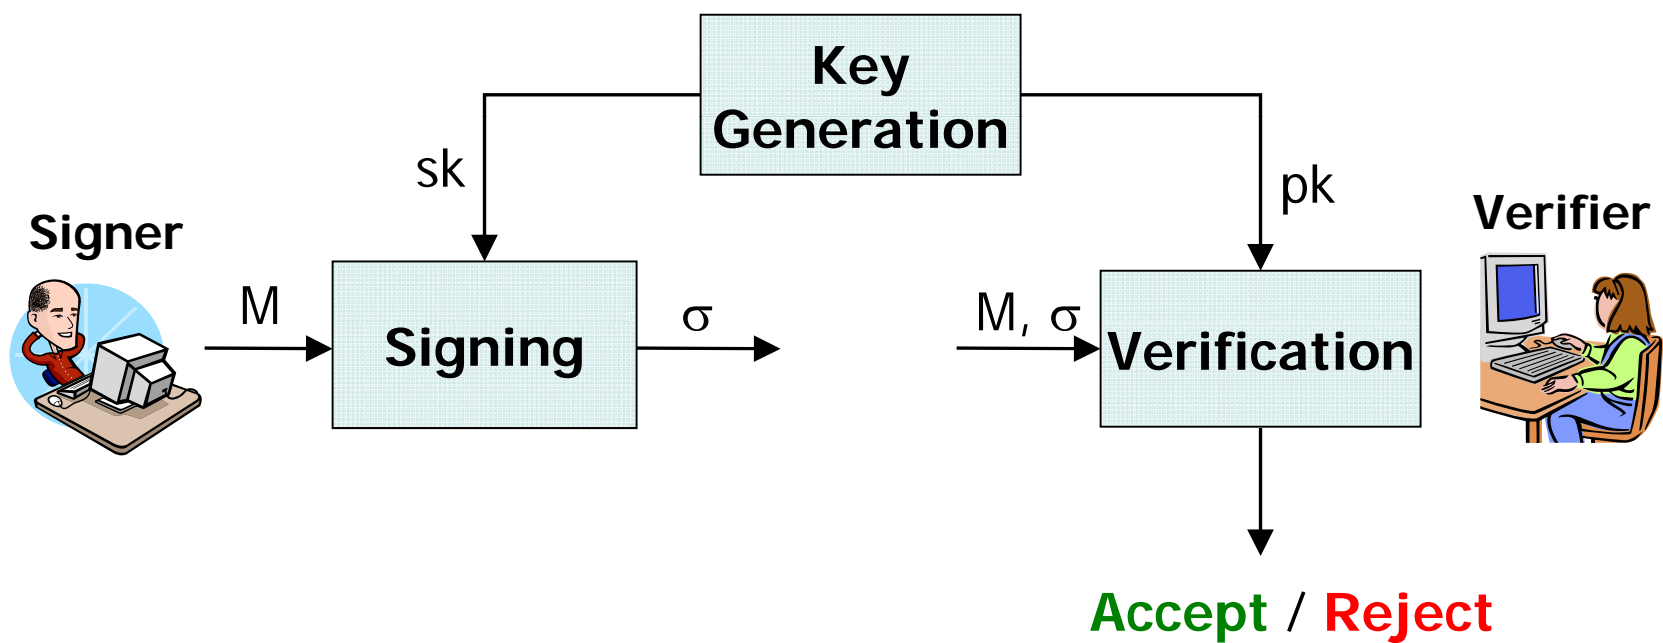 Key
Generation
sk
pk
Signer
Verifier
M
Signing
σ
M, σ
Verification
Accept / Reject